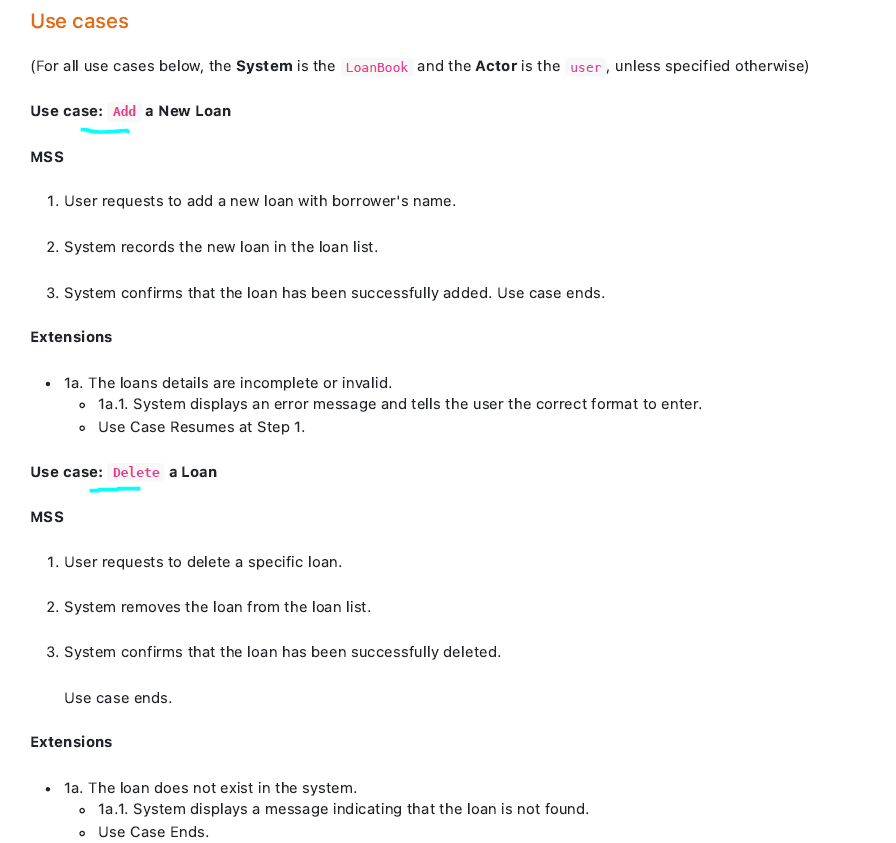 Use cases
(For all use cases below, the System is the LoanBook and the Actor is the user, unless specified otherwise)
Use case: Add a New Loan
MSS
1. User requests to add a new loan with borrower's name.
2. System records the new loan in the loan list.
3. System confirms that the loan has been successfully added. Use case ends.
Extensions
• 1a. The loans details are incomplete or invalid.
◦ 1a.1. System displays an error message and tells the user the correct format to enter.
◦ Use Case Resumes at Step 1.
Use case: Delete a Loan
MSS
1. User requests to delete a specific loan.
2. System removes the loan from the loan list.
3. System confirms that the loan has been successfully deleted.
Use case ends.
Extensions
• 1a. The loan does not exist in the system.
◦ 1a.1. System displays a message indicating that the loan is not found.
◦ Use Case Ends.